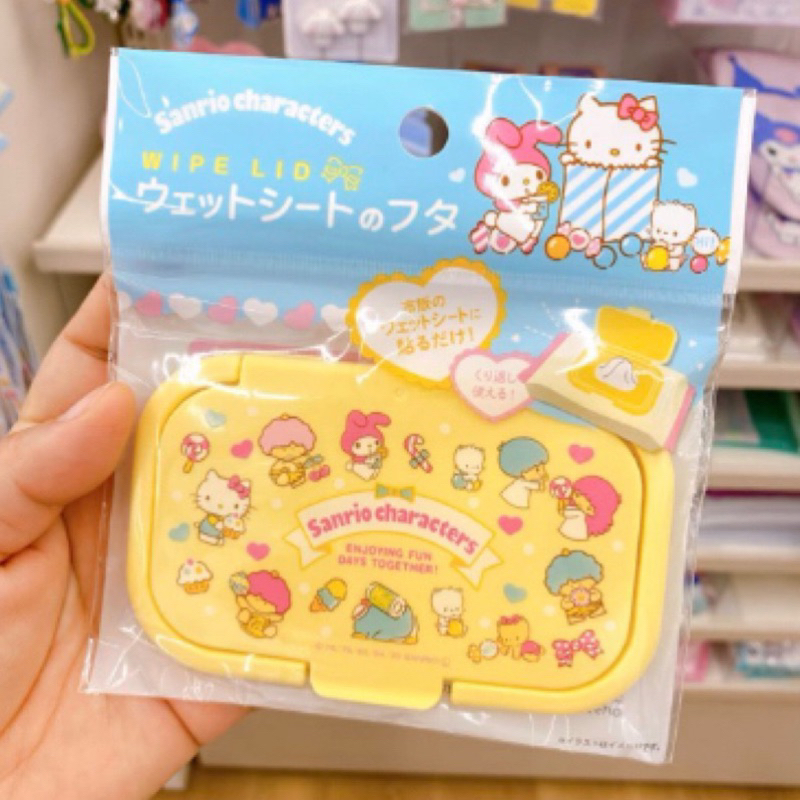 Sanrio characters
WIPE LID
ウェットシートのフタ
市販の
ウェットシートに
貼るだけ!
くり返し
使える!
Sanrio characters
ENJOYING FUN
DAYS TOGETHER!